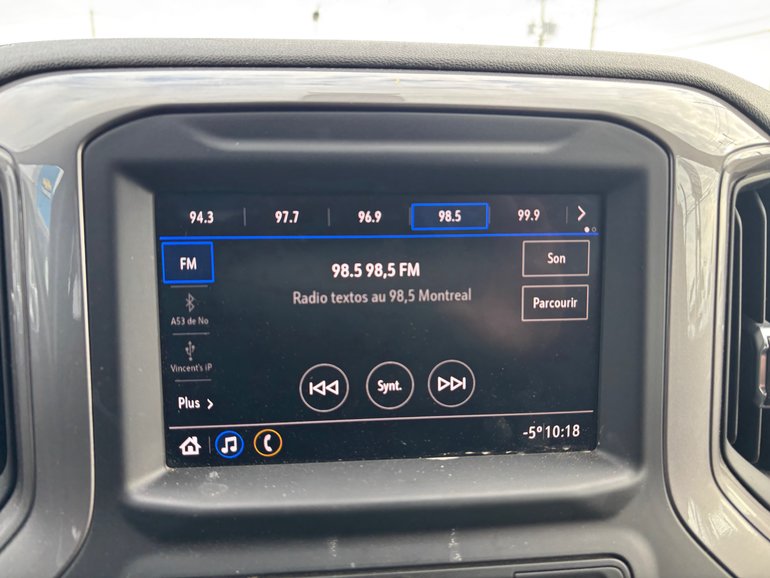 94.3 97.7 96.9 98.5 99.9
FM
98.5 98,5 FM
Son
Radio textos au 98,5 Montreal
Parcourir
A53 de No
Vincent's iP
Synt.
Plus
-5° 10:18